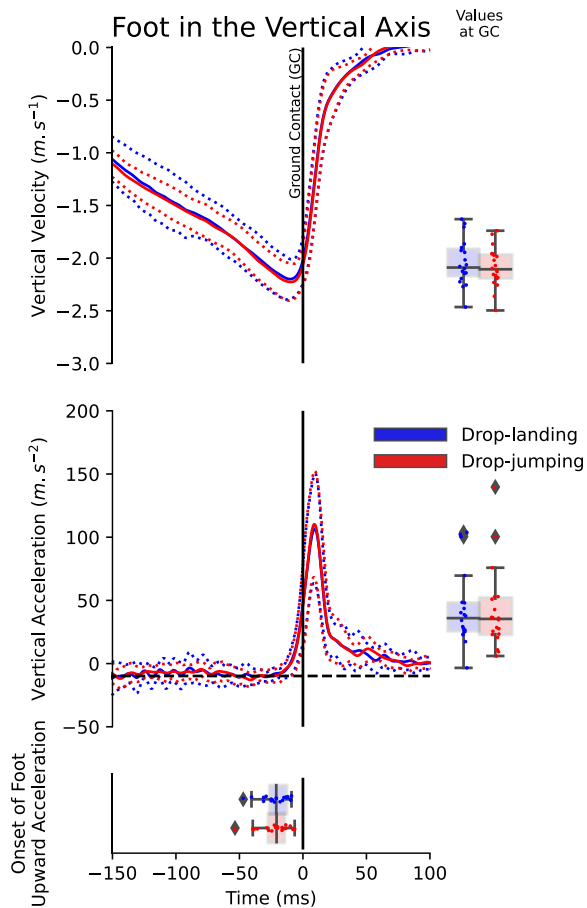 Foot in the Vertical Axis
Values
at GC
0.0
−0.5
−1.0
−1.5
−2.0
−2.5
−3.0
Vertical Velocity (m.s⁻¹)
Ground Contact (GC)
200
150
100
50
0
−50
Vertical Acceleration (m.s⁻²)
Drop-landing
Drop-jumping
Onset of Foot
Upward Acceleration
−150 −100 −50 0 50 100
Time (ms)